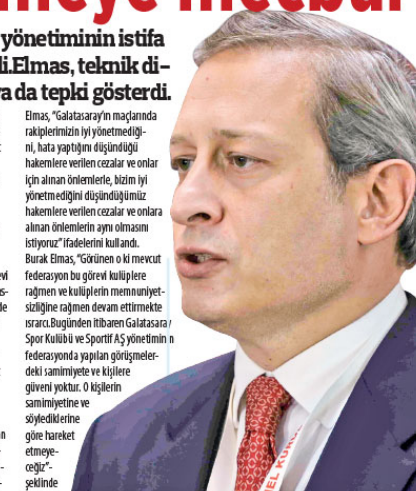 yönetiminin istifa
di.Elmas, teknik di-
ya da tepki gösterdi.
Elmas, "Galatasaray'ın maçlarında
rakiplerimizin iyi yönetmediği-
ni, hata yaptığını düşündüğü
hakemlere verilen cezalar ve onlar
için alınan önlemlerle, bizim iyi
yönetmediğini düşündüğümüz
hakemlere verilen cezalar ve onlara
alınan önlemlerin aynı olmasını
istiyoruz" ifadelerini kullandı.
Burak Elmas, "Görünen o ki mevcut
federasyon bu görevi kulüplere
rağmen ve kulüplerin memnuniyet-
sizliğine rağmen devam ettirmekte
ısrarcı.Bugünden itibaren Galatasaray
Spor Kulübü ve Sportif AŞ yönetiminin
federasyonda yapılan görüşmeler-
deki samimiyete ve kişilere
güveni yoktur. O kişilerin
samimiyetine ve
söylediklerine
göre hareket
etmeye-
ceğiz"-
şeklinde